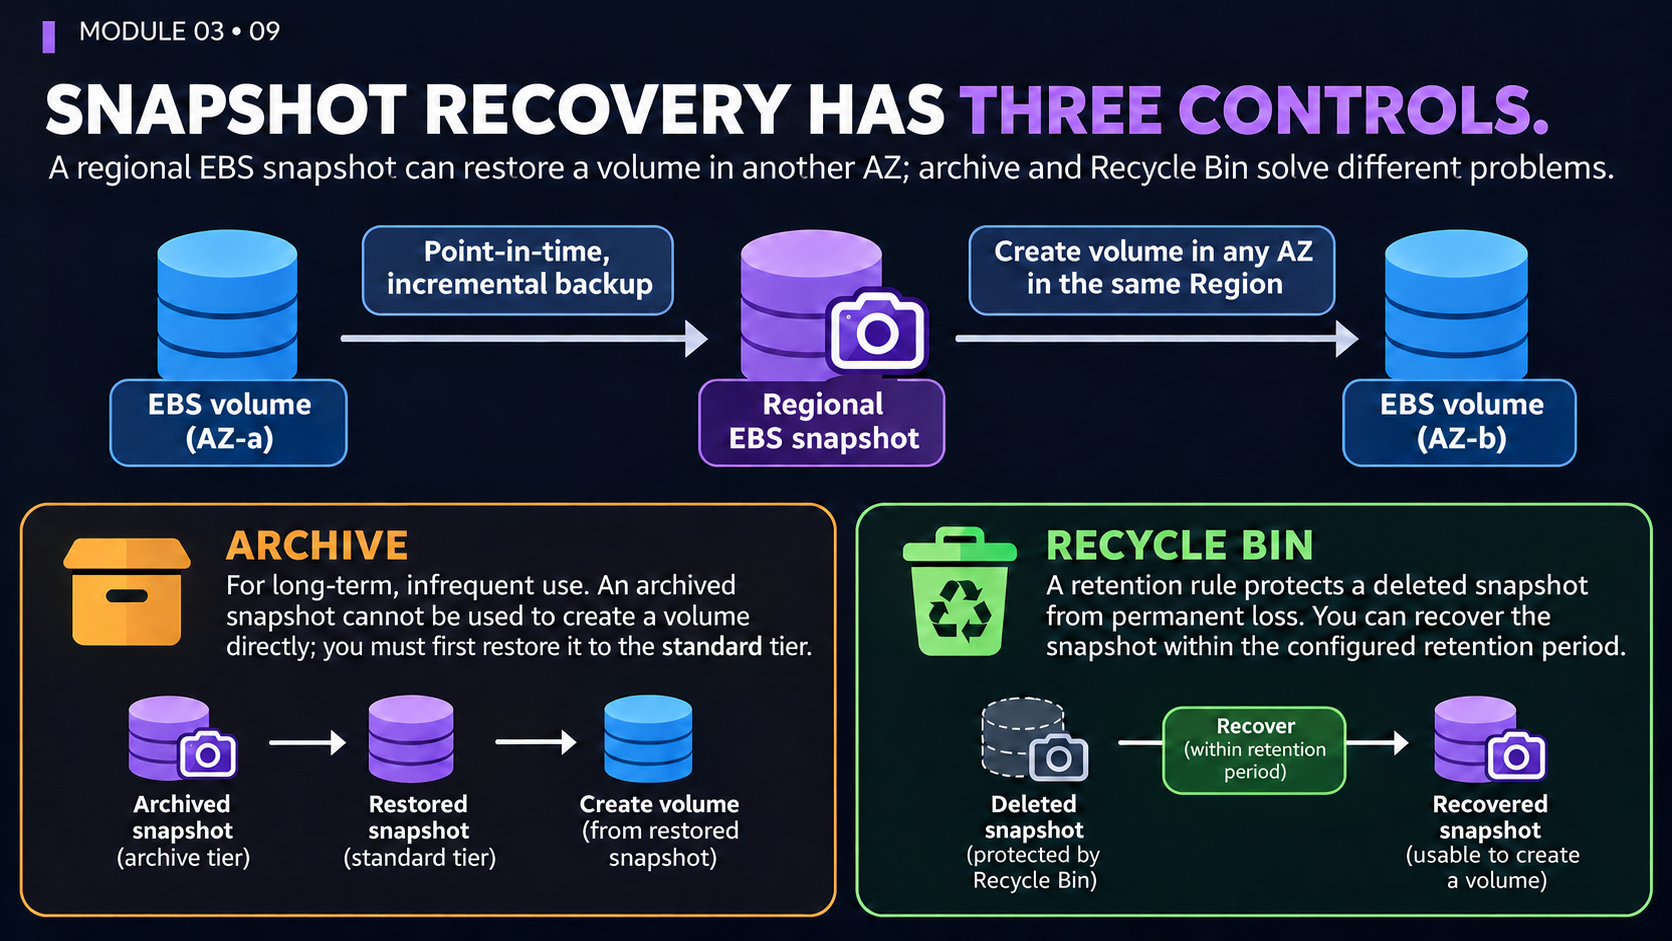 MODULE 03 • 09
SNAPSHOT RECOVERY HAS THREE CONTROLS.
A regional EBS snapshot can restore a volume in another AZ; archive and Recycle Bin solve different problems.
Point-in-time,
incremental backup
Create volume in any AZ
in the same Region
EBS volume
(AZ-a)
Regional
EBS snapshot
EBS volume
(AZ-b)
ARCHIVE
For long-term, infrequent use. An archived
snapshot cannot be used to create a volume
directly; you must first restore it to the standard tier.
Archived
snapshot
(archive tier)
Restored
snapshot
(standard tier)
Create volume
(from restored
snapshot)
RECYCLE BIN
A retention rule protects a deleted snapshot
from permanent loss. You can recover the
snapshot within the configured retention period.
Deleted
snapshot
(protected by
Recycle Bin)
Recover
(within retention
period)
Recovered
snapshot
(usable to create
a volume)